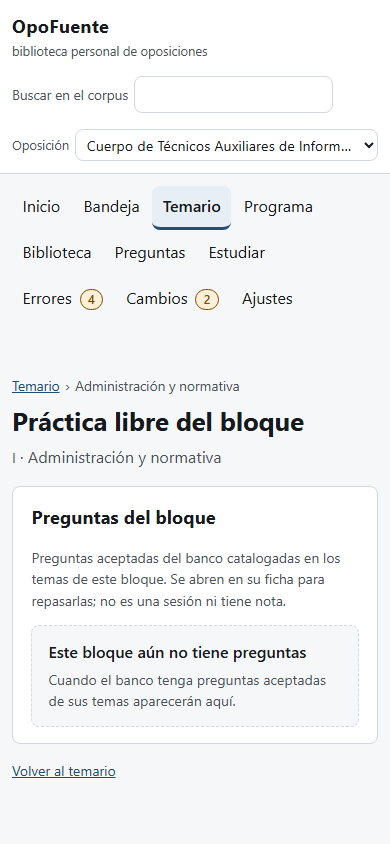 OpoFuente
biblioteca personal de oposiciones
Buscar en el corpus
Oposición Cuerpo de Técnicos Auxiliares de Inform...
Inicio Bandeja Temario Programa
Biblioteca Preguntas Estudiar
Errores 4 Cambios 2 Ajustes
Temario › Administración y normativa
Práctica libre del bloque
I · Administración y normativa
Preguntas del bloque
Preguntas aceptadas del banco catalogadas en los
temas de este bloque. Se abren en su ficha para
repasarlas; no es una sesión ni tiene nota.
Este bloque aún no tiene preguntas
Cuando el banco tenga preguntas aceptadas
de sus temas aparecerán aquí.
Volver al temario